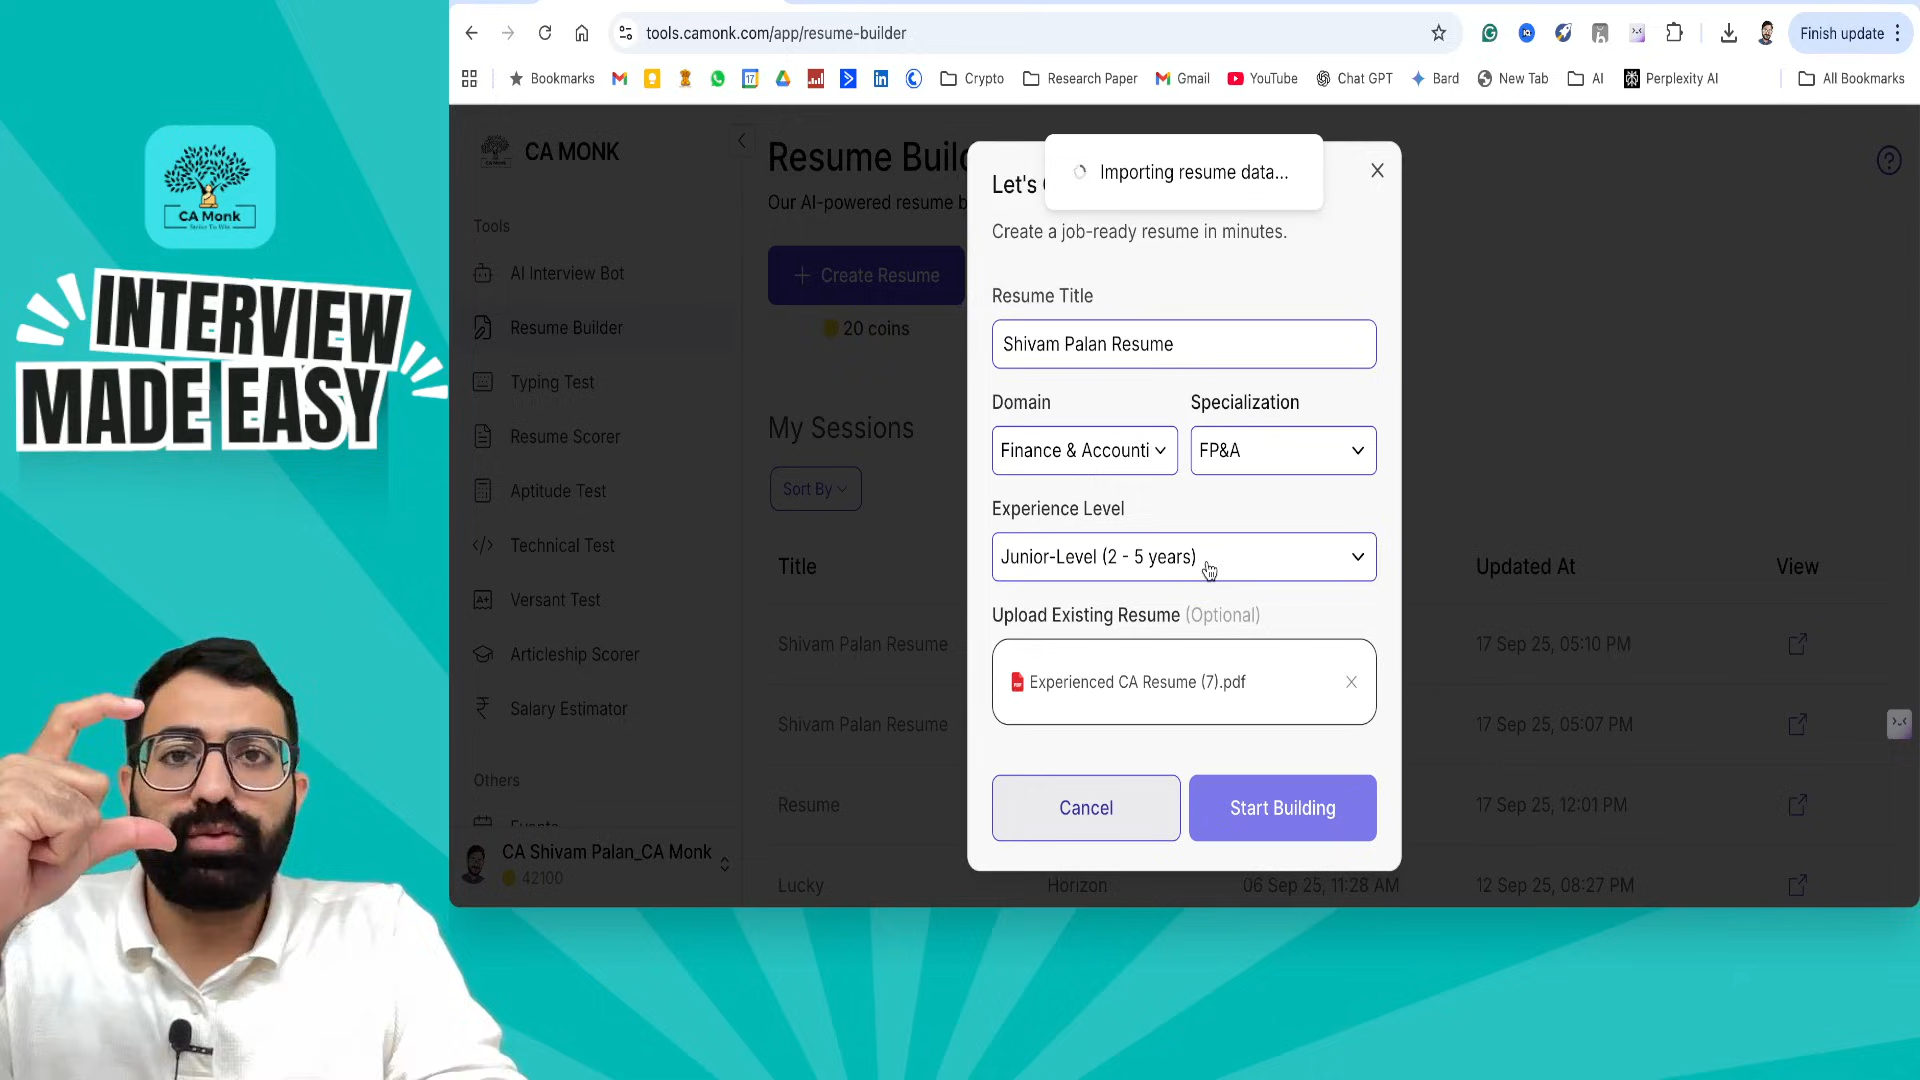 tools.camonk.com/app/resume-builder
Finish update
Bookmarks
17
Crypto
Research Paper
Gmail
YouTube
Chat GPT
Bard
New Tab
AI
Perplexity AI
All Bookmarks
CA Monk
Strive To Win
INTERVIEW
MADE EASY
CA MONK
Tools
AI Interview Bot
Resume Builder
Typing Test
Resume Scorer
Aptitude Test
Technical Test
Versant Test
Articleship Scorer
Salary Estimator
Others
Events
CA Shivam Palan_CA Monk
42100
Resume Buil
Our AI-powered resume b
Create Resume
20 coins
My Sessions
Sort By
Title
Updated At
View
Shivam Palan Resume
17 Sep 25, 05:10 PM
Shivam Palan Resume
17 Sep 25, 05:07 PM
Resume
17 Sep 25, 12:01 PM
Lucky
Horizon
06 Sep 25, 11:28 AM
12 Sep 25, 08:27 PM
Importing resume data...
Let's
Create a job-ready resume in minutes.
Resume Title
Shivam Palan Resume
Domain
Specialization
Finance & Accounti
FP&A
Experience Level
Junior-Level (2 - 5 years)
Upload Existing Resume (Optional)
PDF
Experienced CA Resume (7).pdf
Cancel
Start Building